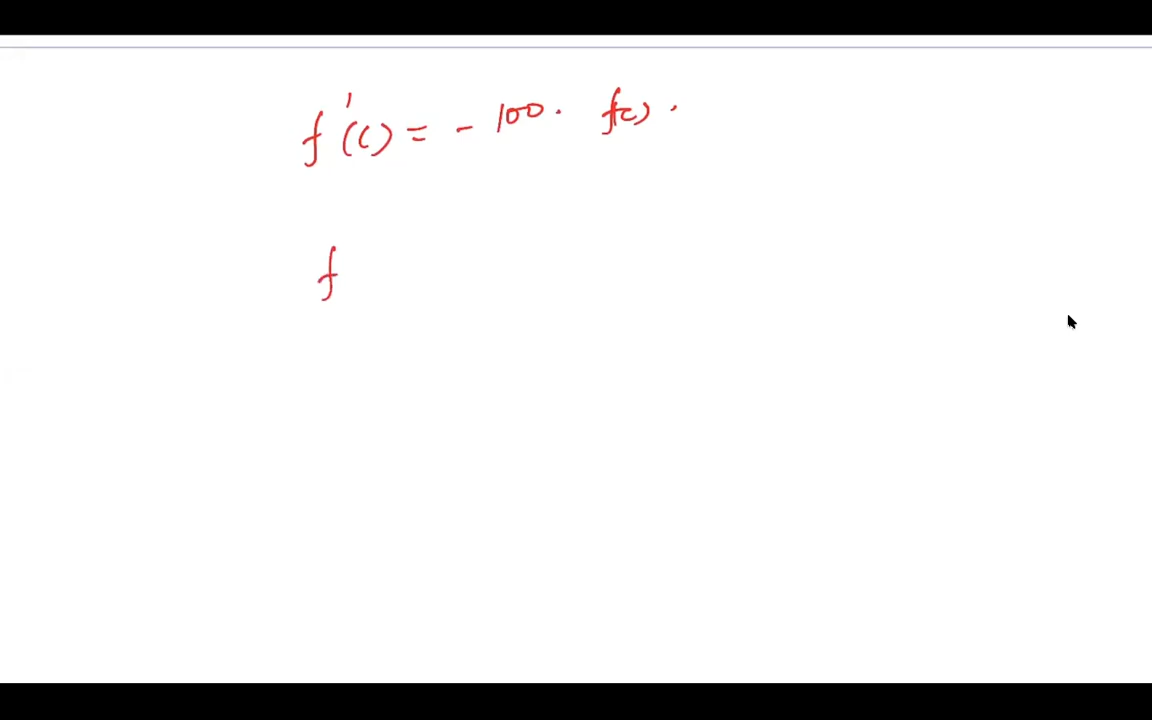 f'(c) = - 100 . f(c) .
f